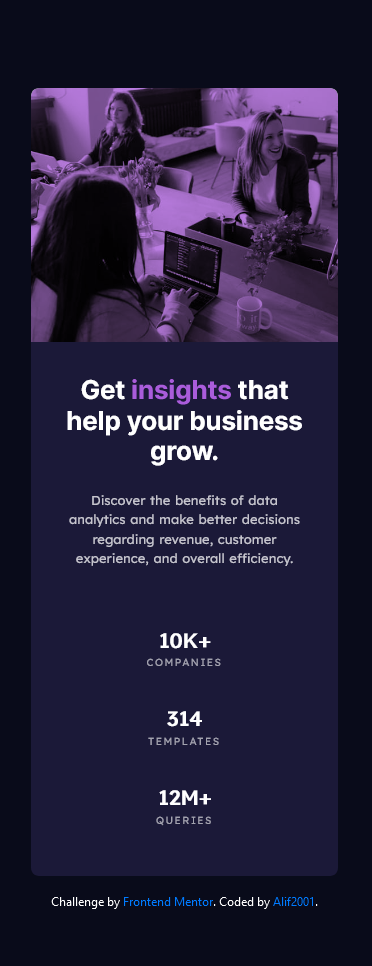 Get insights that
help your business
grow.
Discover the benefits of data
analytics and make better decisions
regarding revenue, customer
experience, and overall efficiency.
10K+
COMPANIES
314
TEMPLATES
12M+
QUERIES
Challenge by Frontend Mentor. Coded by Alif2001.